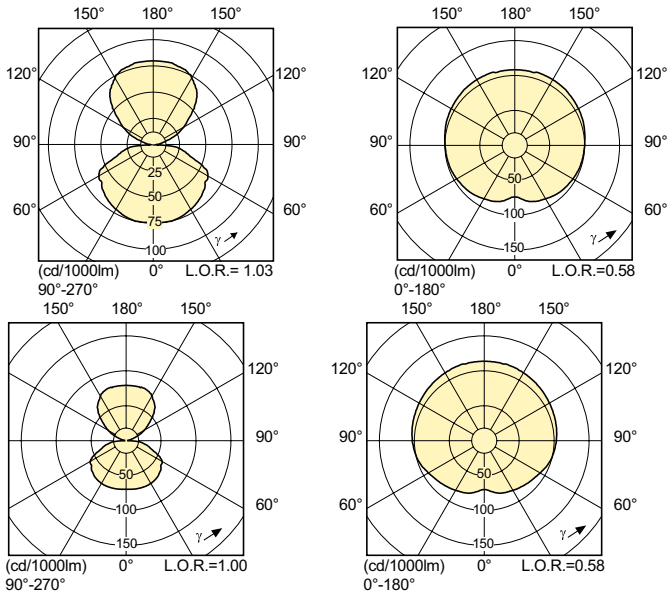 150° 180° 150°
120° 120°
90° 90°
60° 60°
25
50
75
100
γ
(cd/1000lm) 0° L.O.R.= 1.03
90°-270°
150° 180° 150°
120° 120°
90° 90°
60° 60°
50
100
150
γ
(cd/1000lm) 0° L.O.R.=0.58
0°-180°
150° 180° 150°
120°
90°
60°
50
100
150
γ
(cd/1000lm) 0° L.O.R.=1.00
90°-270°
150° 180° 150°
120° 120°
90° 90°
60° 60°
50
100
150
γ
(cd/1000lm) 0° L.O.R.=0.58
0°-180°